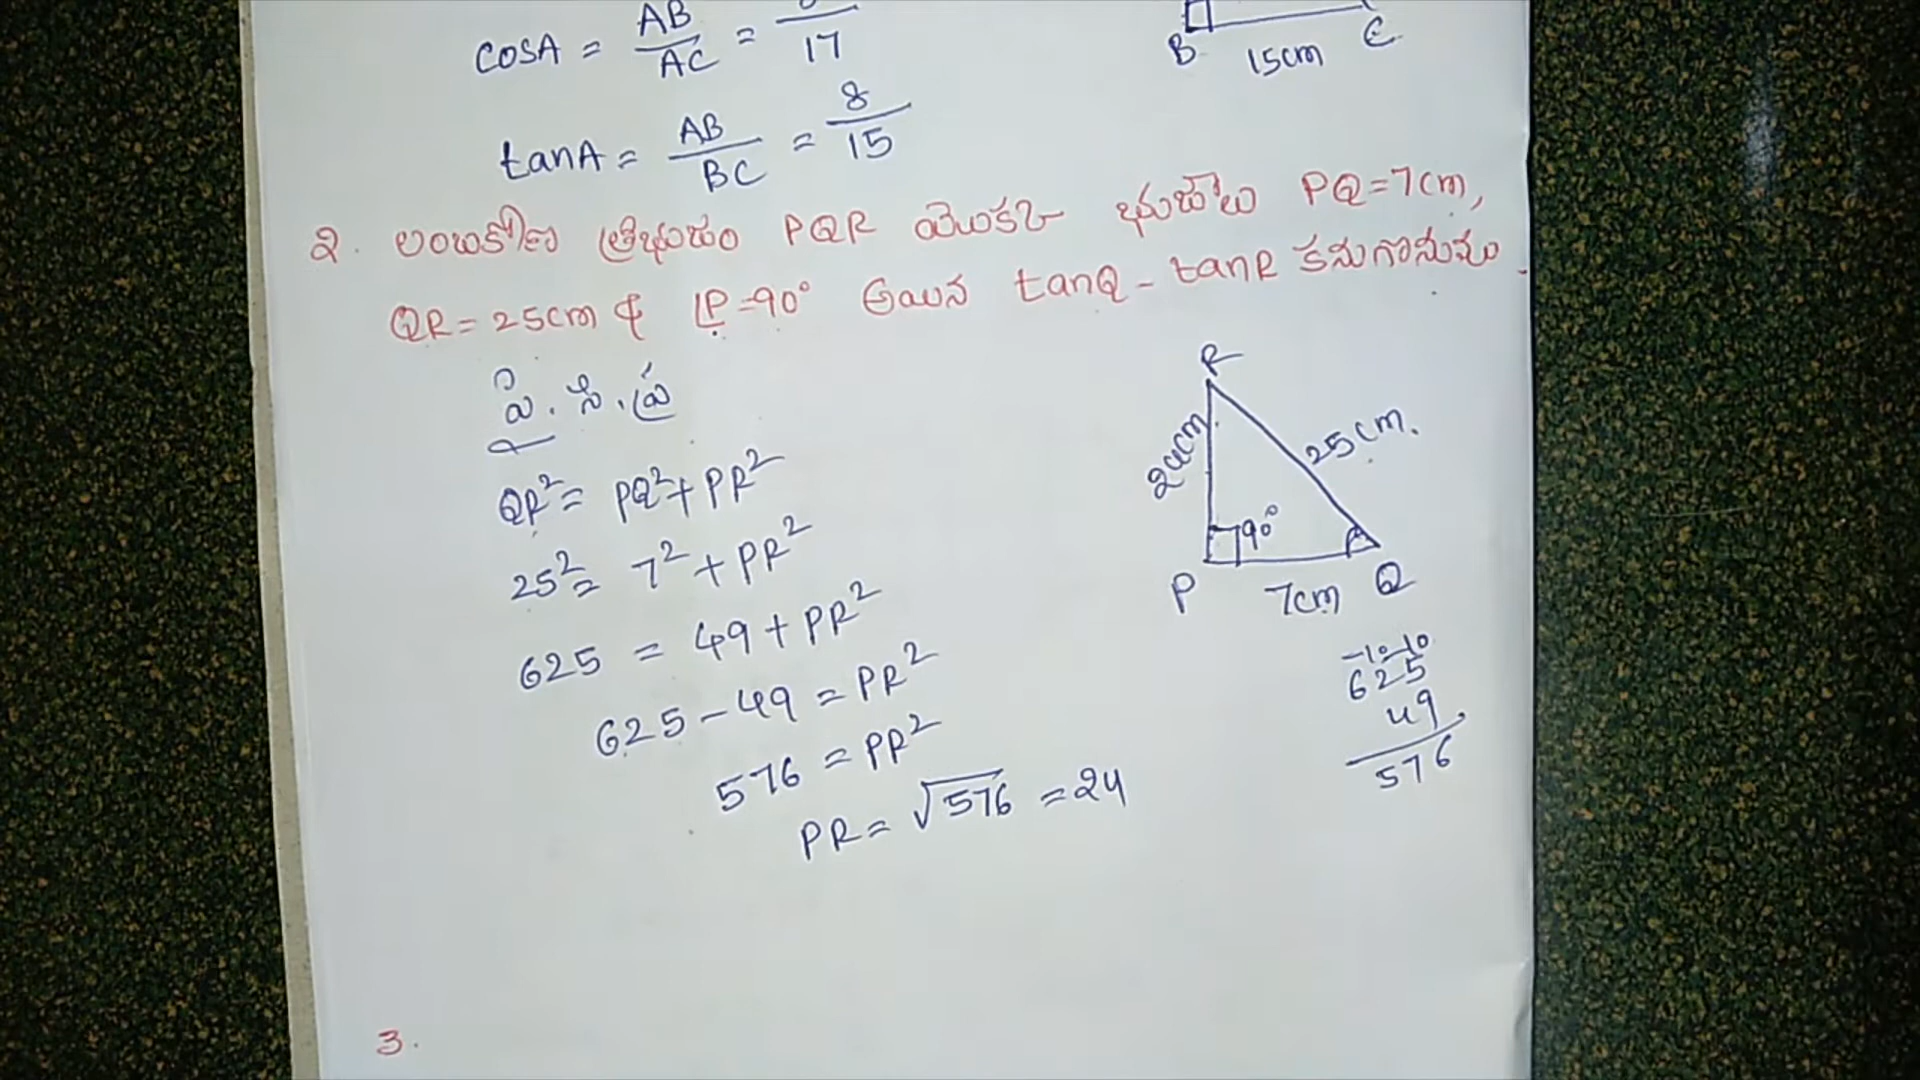 cosA = AB/AC = /17
B 15cm C
tanA = AB/BC = 8/15
2. లంబకోణ త్రిభుజం PQR యొక్క భుజాలు PQ=7cm,
QR=25cm & ∠P=90° అయిన tanQ - tanR కనుగొనుము.
పై.సి.ప్ర
R
24cm 25cm.
90°
P 7cm Q
QR² = PQ²+PR²
25² = 7²+PR²
625 = 49+PR²
625-49 = PR²
576 = PR²
PR = √576 = 24
-10-10
625
49
576
3.